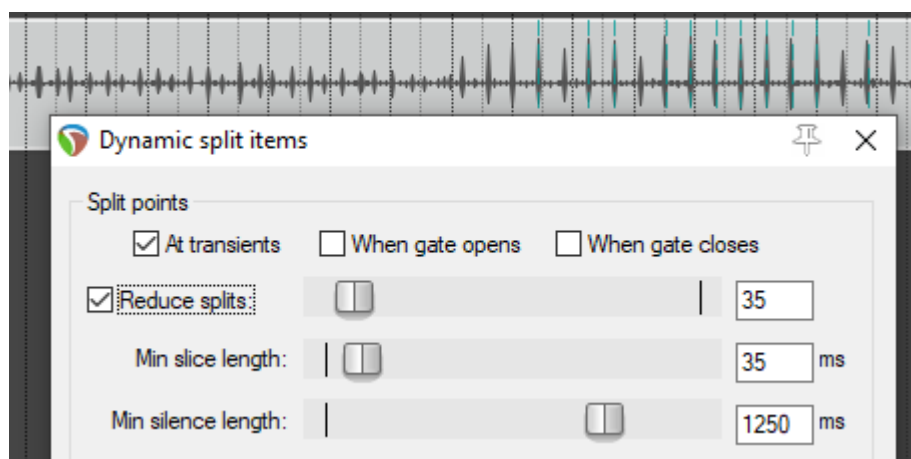 Dynamic split items
Split points
At transients When gate opens When gate closes
Reduce splits: 35
Min slice length: 35 ms
Min silence length: 1250 ms